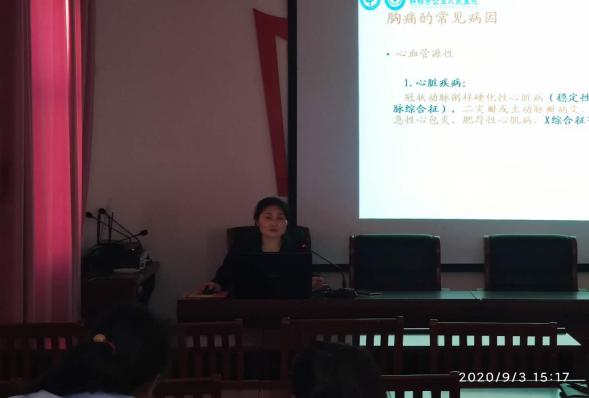 胸痛的常见病因
• 心血管源性
1.心脏疾病:
冠状动脉粥样硬化性心脏病(稳定性
脉综合征),二尖瓣或主动脉瓣病变、
急性心包炎、肥厚性心肌病、X综合征
2020/9/3 15:17